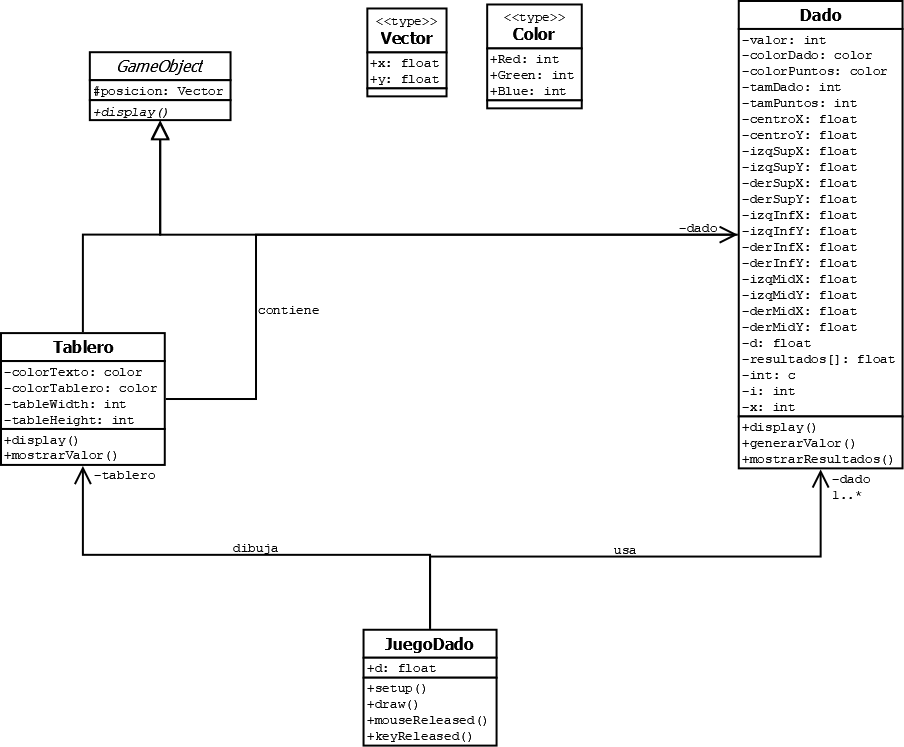 GameObject
#posicion: Vector
+display()
<<type>>
Vector
+x: float
+y: float
<<type>>
Color
+Red: int
+Green: int
+Blue: int
Dado
-valor: int
-colorDado: color
-colorPuntos: color
-tamDado: int
-tamPuntos: int
-centroX: float
-centroY: float
-izqSupX: float
-izqSupY: float
-derSupX: float
-derSupY: float
-izqInfX: float
-izqInfY: float
-derInfX: float
-derInfY: float
-izqMidX: float
-izqMidY: float
-derMidX: float
-derMidY: float
-d: float
-resultados[]: float
-int: c
-i: int
-x: int
+display()
+generarValor()
+mostrarResultados()
-dado
contiene
Tablero
-colorTexto: color
-colorTablero: color
-tableWidth: int
-tableHeight: int
+display()
+mostrarValor()
-tablero
-dado
1..*
dibuja
usa
JuegoDado
+d: float
+setup()
+draw()
+mouseReleased()
+keyReleased()